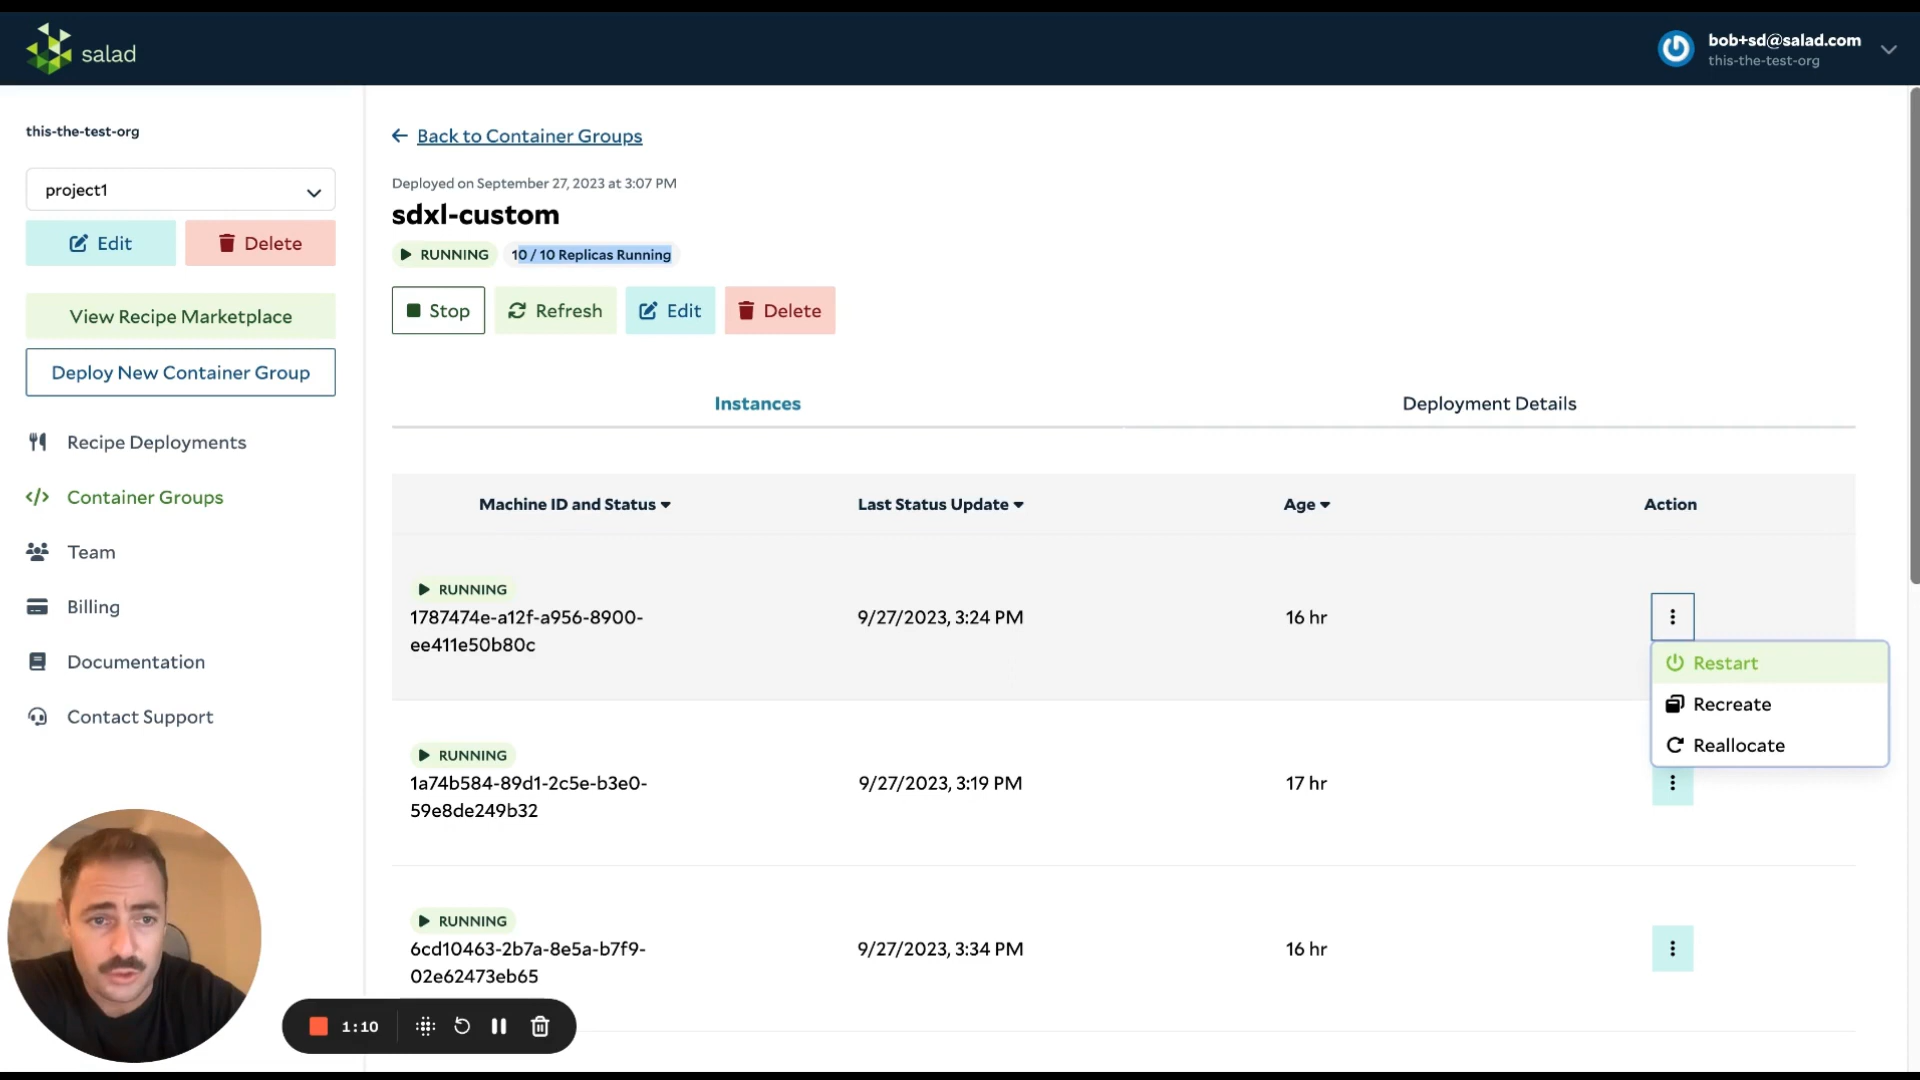 salad
bob+sd@salad.com
this-the-test-org
this-the-test-org
project1
Edit
Delete
View Recipe Marketplace
Deploy New Container Group
Recipe Deployments
Container Groups
Team
Billing
Documentation
Contact Support
Back to Container Groups
Deployed on September 27, 2023 at 3:07 PM
sdxl-custom
RUNNING
10 / 10 Replicas Running
Stop
Refresh
Edit
Delete
Instances
Deployment Details
Machine ID and Status
Last Status Update
Age
Action
RUNNING
1787474e-a12f-a956-8900-
ee411e50b80c
9/27/2023, 3:24 PM
16 hr
Restart
Recreate
Reallocate
RUNNING
1a74b584-89d1-2c5e-b3e0-
59e8de249b32
9/27/2023, 3:19 PM
17 hr
RUNNING
6cd10463-2b7a-8e5a-b7f9-
02e62473eb65
9/27/2023, 3:34 PM
16 hr
1:10